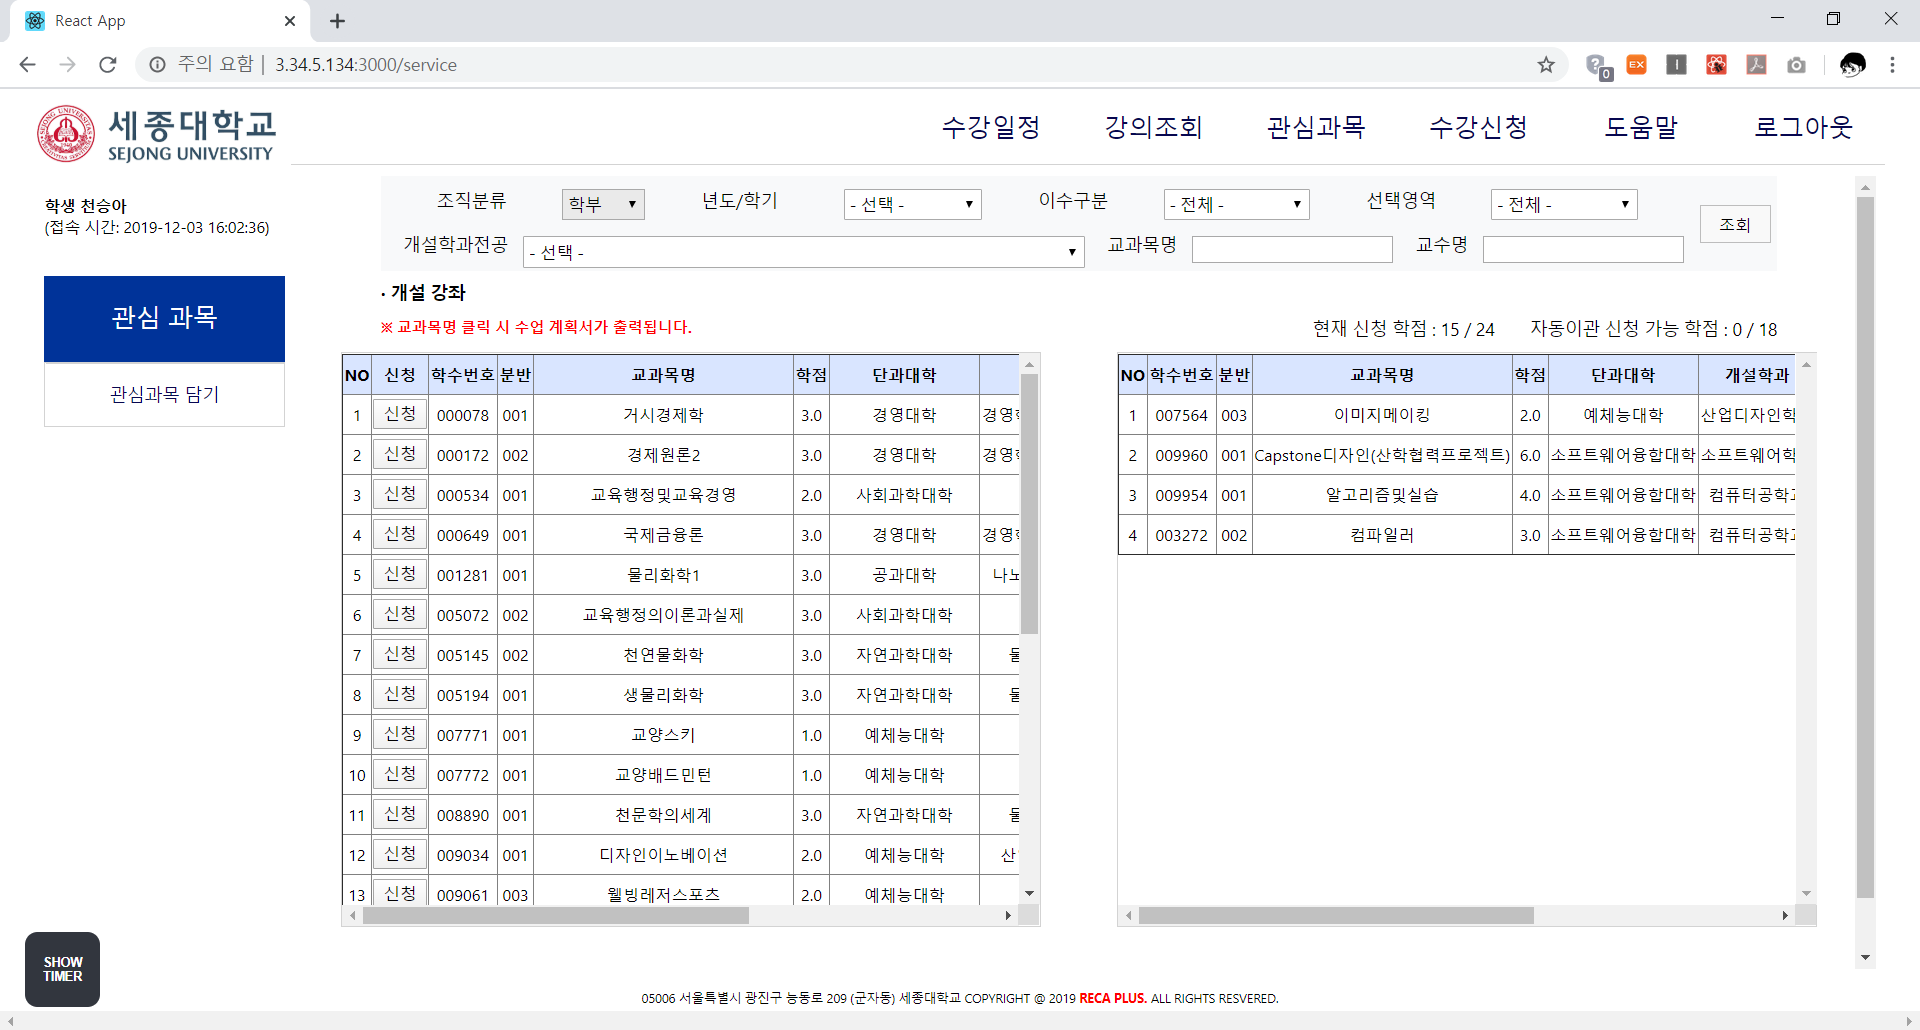 React App
주의 요함 | 3.34.5.134:3000/service
0
EX
세종대학교
SEJONG UNIVERSITY
수강일정 강의조회 관심과목 수강신청 도움말 로그아웃
학생 천승아
(접속 시간: 2019-12-03 16:02:36)
관심 과목
관심과목 담기
조직분류 학부 년도/학기 - 선택 - 이수구분 - 전체 - 선택영역 - 전체 -
조회
개설학과전공 - 선택 - 교과목명 교수명
· 개설 강좌
※ 교과목명 클릭 시 수업 계획서가 출력됩니다.
현재 신청 학점 : 15 / 24 자동이관 신청 가능 학점 : 0 / 18
NO 신청 학수번호 분반 교과목명 학점 단과대학
1 신청 000078 001 거시경제학 3.0 경영대학 경영
2 신청 000172 002 경제원론2 3.0 경영대학 경영
3 신청 000534 001 교육행정및교육경영 2.0 사회과학대학
4 신청 000649 001 국제금융론 3.0 경영대학 경영
5 신청 001281 001 물리화학1 3.0 공과대학 나노
6 신청 005072 002 교육행정의이론과실제 3.0 사회과학대학
7 신청 005145 002 천연물화학 3.0 자연과학대학
8 신청 005194 001 생물리화학 3.0 자연과학대학
9 신청 007771 001 교양스키 1.0 예체능대학
10 신청 007772 001 교양배드민턴 1.0 예체능대학
11 신청 008890 001 천문학의세계 3.0 자연과학대학
12 신청 009034 001 디자인이노베이션 2.0 예체능대학 산
13 신청 009061 003 웰빙레저스포츠 2.0 예체능대학
NO 학수번호 분반 교과목명 학점 단과대학 개설학과
1 007564 003 이미지메이킹 2.0 예체능대학 산업디자인학
2 009960 001 Capstone디자인(산학협력프로젝트) 6.0 소프트웨어융합대학 소프트웨어학
3 009954 001 알고리즘및실습 4.0 소프트웨어융합대학 컴퓨터공학
4 003272 002 컴파일러 3.0 소프트웨어융합대학 컴퓨터공학
SHOW
TIMER
05006 서울특별시 광진구 능동로 209 (군자동) 세종대학교 COPYRIGHT @ 2019 RECA PLUS. ALL RIGHTS RESVERED.